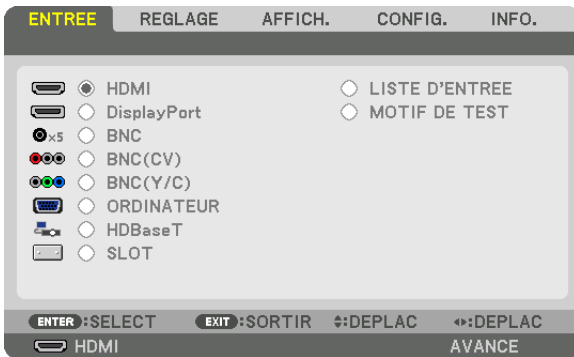 ENTREE REGLAGE AFFICH. CONFIG. INFO.
HDMI LISTE D'ENTREE
DisplayPort MOTIF DE TEST
×5 BNC
BNC(CV)
BNC(Y/C)
ORDINATEUR
HDBaseT
SLOT
ENTER :SELECT EXIT :SORTIR :DEPLAC :DEPLAC
HDMI AVANCE